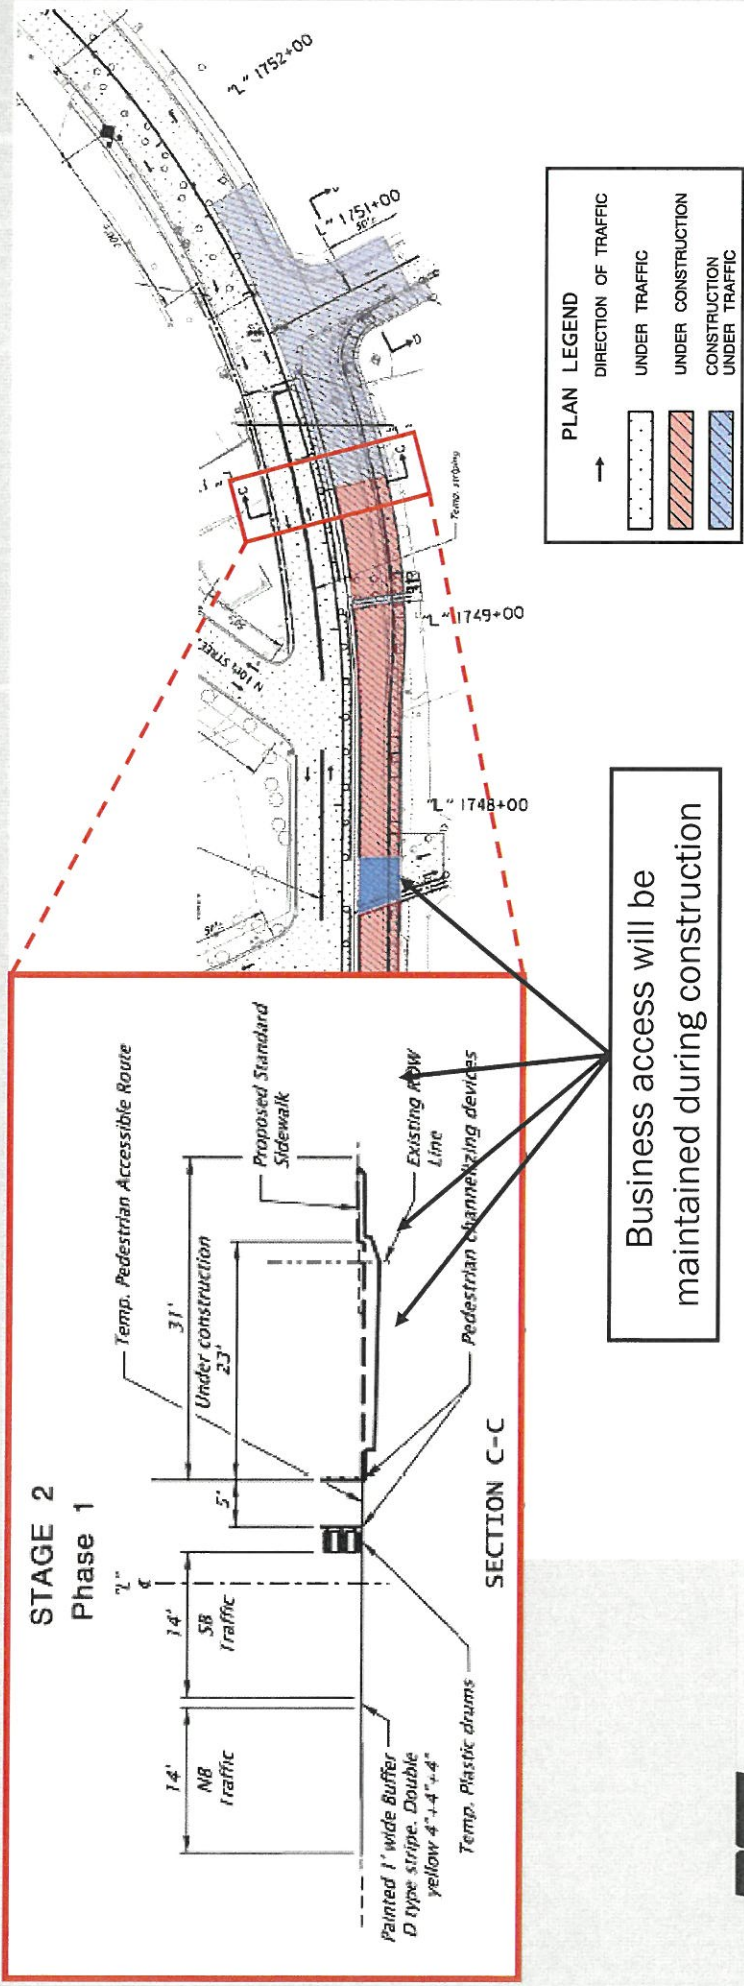 STAGE 2
Phase 1
"L"
14'
14'
5'
31'
Under construction
23'
NB
Traffic
SB
Traffic
Temp. Pedestrian Accessible Route
Proposed Standard
Sidewalk
Existing ROW
Line
Pedestrian channelizing devices
Painted 1' wide Buffer
D type stripe. Double
yellow 4"+4"+4"
Temp. Plastic drums
SECTION C-C
Business access will be
maintained during construction
N 10th STREET
50'±
"L" 1748+00
"L" 1749+00
Temp. striping
C
C
D
L" 1751+00
50'±
"L" 1752+00
PLAN LEGEND
DIRECTION OF TRAFFIC
UNDER TRAFFIC
UNDER CONSTRUCTION
CONSTRUCTION
UNDER TRAFFIC